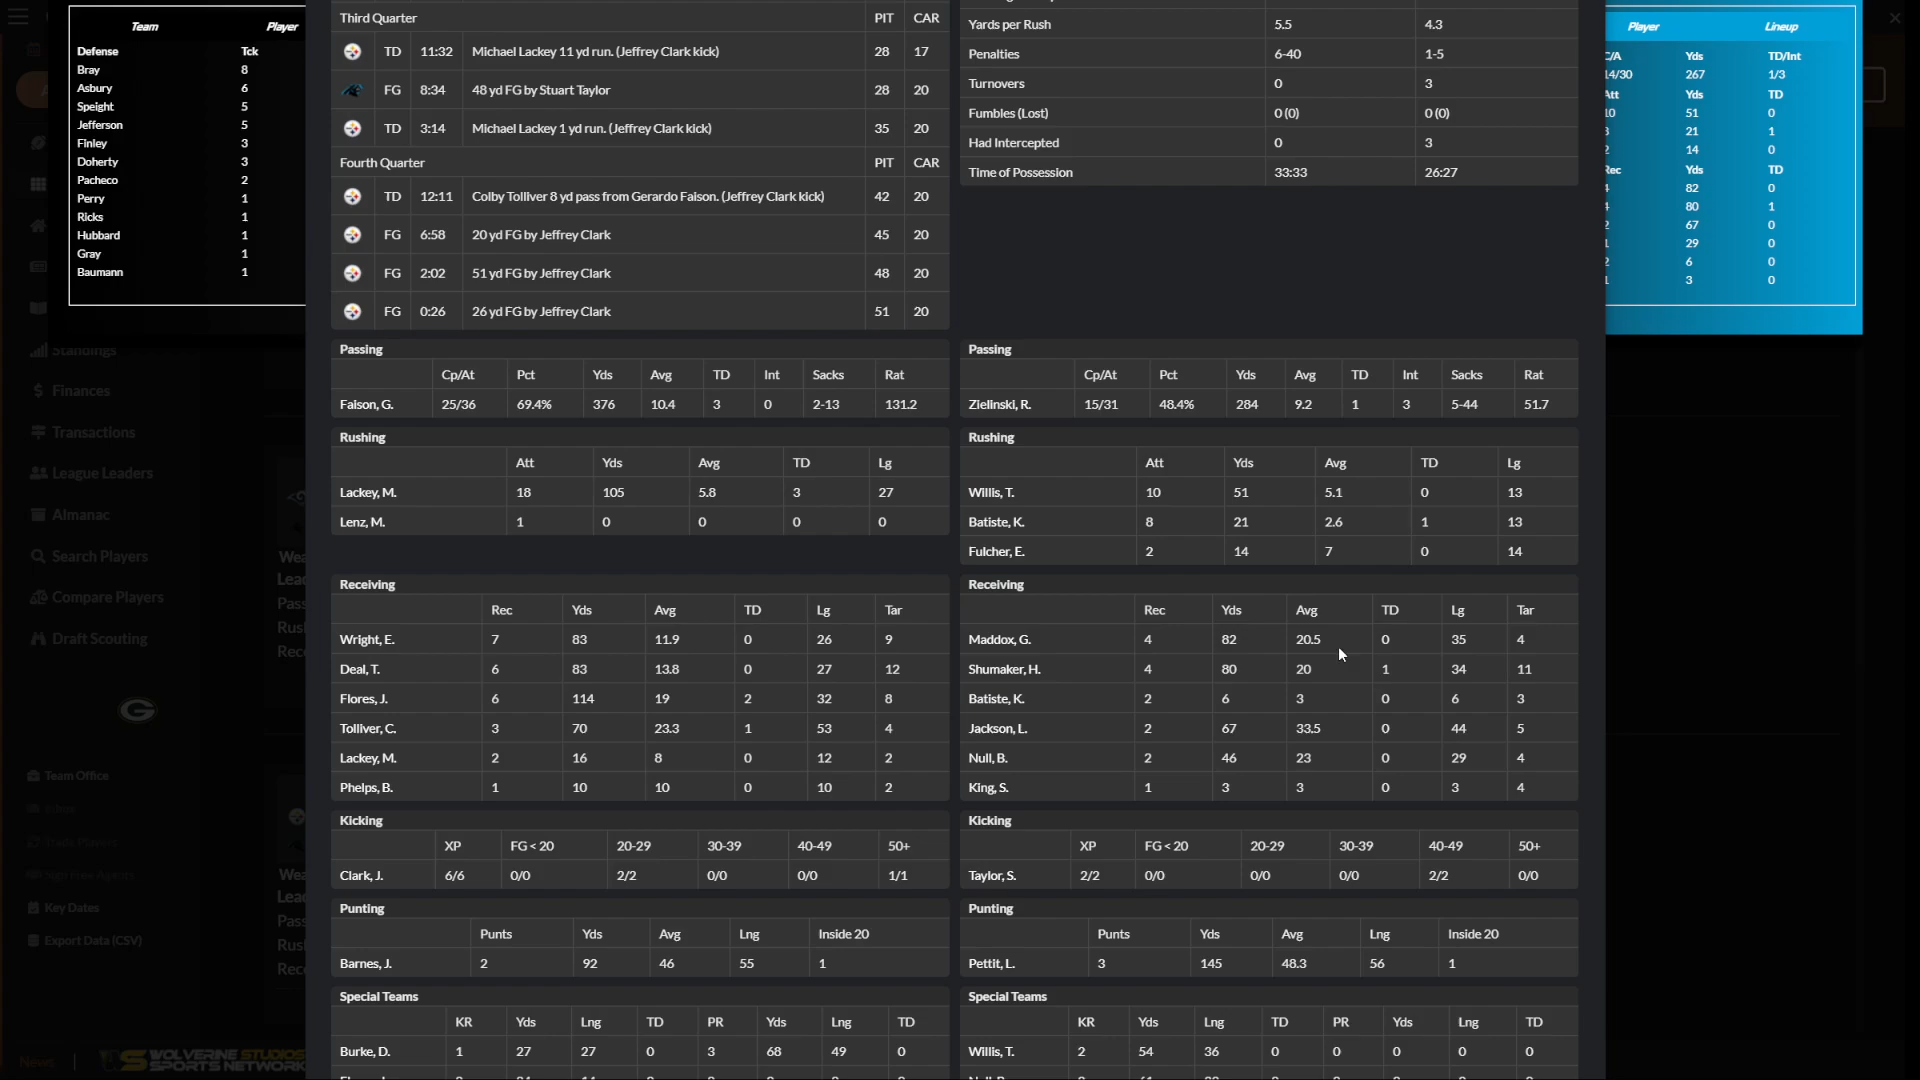 Team Player
Defense Tck
Bray 8
Asbury 6
Speight 5
Jefferson 5
Finley 3
Doherty 3
Pacheco 2
Perry 1
Ricks 1
Hubbard 1
Gray 1
Baumann 1
Standings
Finances
Transactions
League Leaders
Almanac
Search Players
Compare Players
Draft Scouting
Team Office
Inbox
Trade Players
Sign Free Agents
Key Dates
Export Data (CSV)
News
WOLVERINE STUDIOS
SPORTS NETWORK
Third Quarter PIT CAR
TD 11:32 Michael Lackey 11 yd run. (Jeffrey Clark kick) 28 17
FG 8:34 48 yd FG by Stuart Taylor 28 20
TD 3:14 Michael Lackey 1 yd run. (Jeffrey Clark kick) 35 20
Fourth Quarter PIT CAR
TD 12:11 Colby Tolliver 8 yd pass from Gerardo Faison. (Jeffrey Clark kick) 42 20
FG 6:58 20 yd FG by Jeffrey Clark 45 20
FG 2:02 51 yd FG by Jeffrey Clark 48 20
FG 0:26 26 yd FG by Jeffrey Clark 51 20
Yards per Rush 5.5 4.3
Penalties 6-40 1-5
Turnovers 0 3
Fumbles (Lost) 0 (0) 0 (0)
Had Intercepted 0 3
Time of Possession 33:33 26:27
Passing
Cp/At Pct Yds Avg TD Int Sacks Rat
Faison, G. 25/36 69.4% 376 10.4 3 0 2-13 131.2
Passing
Cp/At Pct Yds Avg TD Int Sacks Rat
Zielinski, R. 15/31 48.4% 284 9.2 1 3 5-44 51.7
Rushing
Att Yds Avg TD Lg
Lackey, M. 18 105 5.8 3 27
Lenz, M. 1 0 0 0 0
Rushing
Att Yds Avg TD Lg
Willis, T. 10 51 5.1 0 13
Batiste, K. 8 21 2.6 1 13
Fulcher, E. 2 14 7 0 14
Receiving
Rec Yds Avg TD Lg Tar
Wright, E. 7 83 11.9 0 26 9
Deal, T. 6 83 13.8 0 27 12
Flores, J. 6 114 19 2 32 8
Tolliver, C. 3 70 23.3 1 53 4
Lackey, M. 2 16 8 0 12 2
Phelps, B. 1 10 10 0 10 2
Receiving
Rec Yds Avg TD Lg Tar
Maddox, G. 4 82 20.5 0 35 4
Shumaker, H. 4 80 20 1 34 11
Batiste, K. 2 6 3 0 6 3
Jackson, L. 2 67 33.5 0 44 5
Null, B. 2 46 23 0 29 4
King, S. 1 3 3 0 3 4
Kicking
XP FG < 20 20-29 30-39 40-49 50+
Clark, J. 6/6 0/0 2/2 0/0 0/0 1/1
Kicking
XP FG < 20 20-29 30-39 40-49 50+
Taylor, S. 2/2 0/0 0/0 0/0 2/2 0/0
Punting
Punts Yds Avg Lng Inside 20
Barnes, J. 2 92 46 55 1
Punting
Punts Yds Avg Lng Inside 20
Pettit, L. 3 145 48.3 56 1
Special Teams
KR Yds Lng TD PR Yds Lng TD
Burke, D. 1 27 27 0 3 68 49 0
Special Teams
KR Yds Lng TD PR Yds Lng TD
Willis, T. 2 54 36 0 0 0 0 0
Player Lineup
C/A Yds TD/Int
14/30 267 1/3
Att Yds TD
10 51 0
21 1
14 0
Rec Yds TD
82 0
80 1
67 0
29 0
6 0
3 0